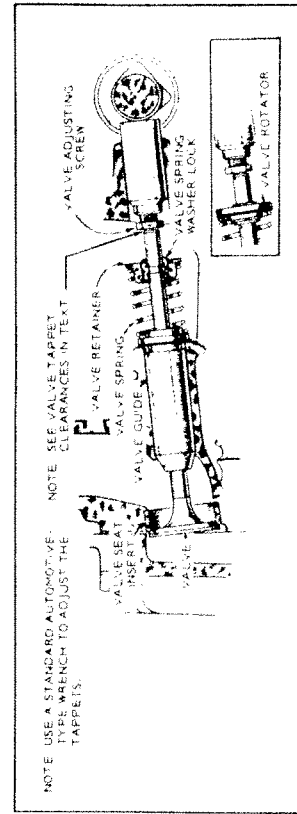 NOTE USE A STANDARD AUTOMOTIVE-
TYPE WRENCH TO ADJUST THE
TAPPETS.
NOTE SEE VALVE TAPPET
CLEARANCES IN TEXT
VALVE ADJUSTING
SCREW
VALVE RETAINER
VALVE SPRING
VALVE GUIDE
VALVE SEAT
INSERT
VALVE
VALVE SPRING
WASHER LOCK
VALVE ROTATOR